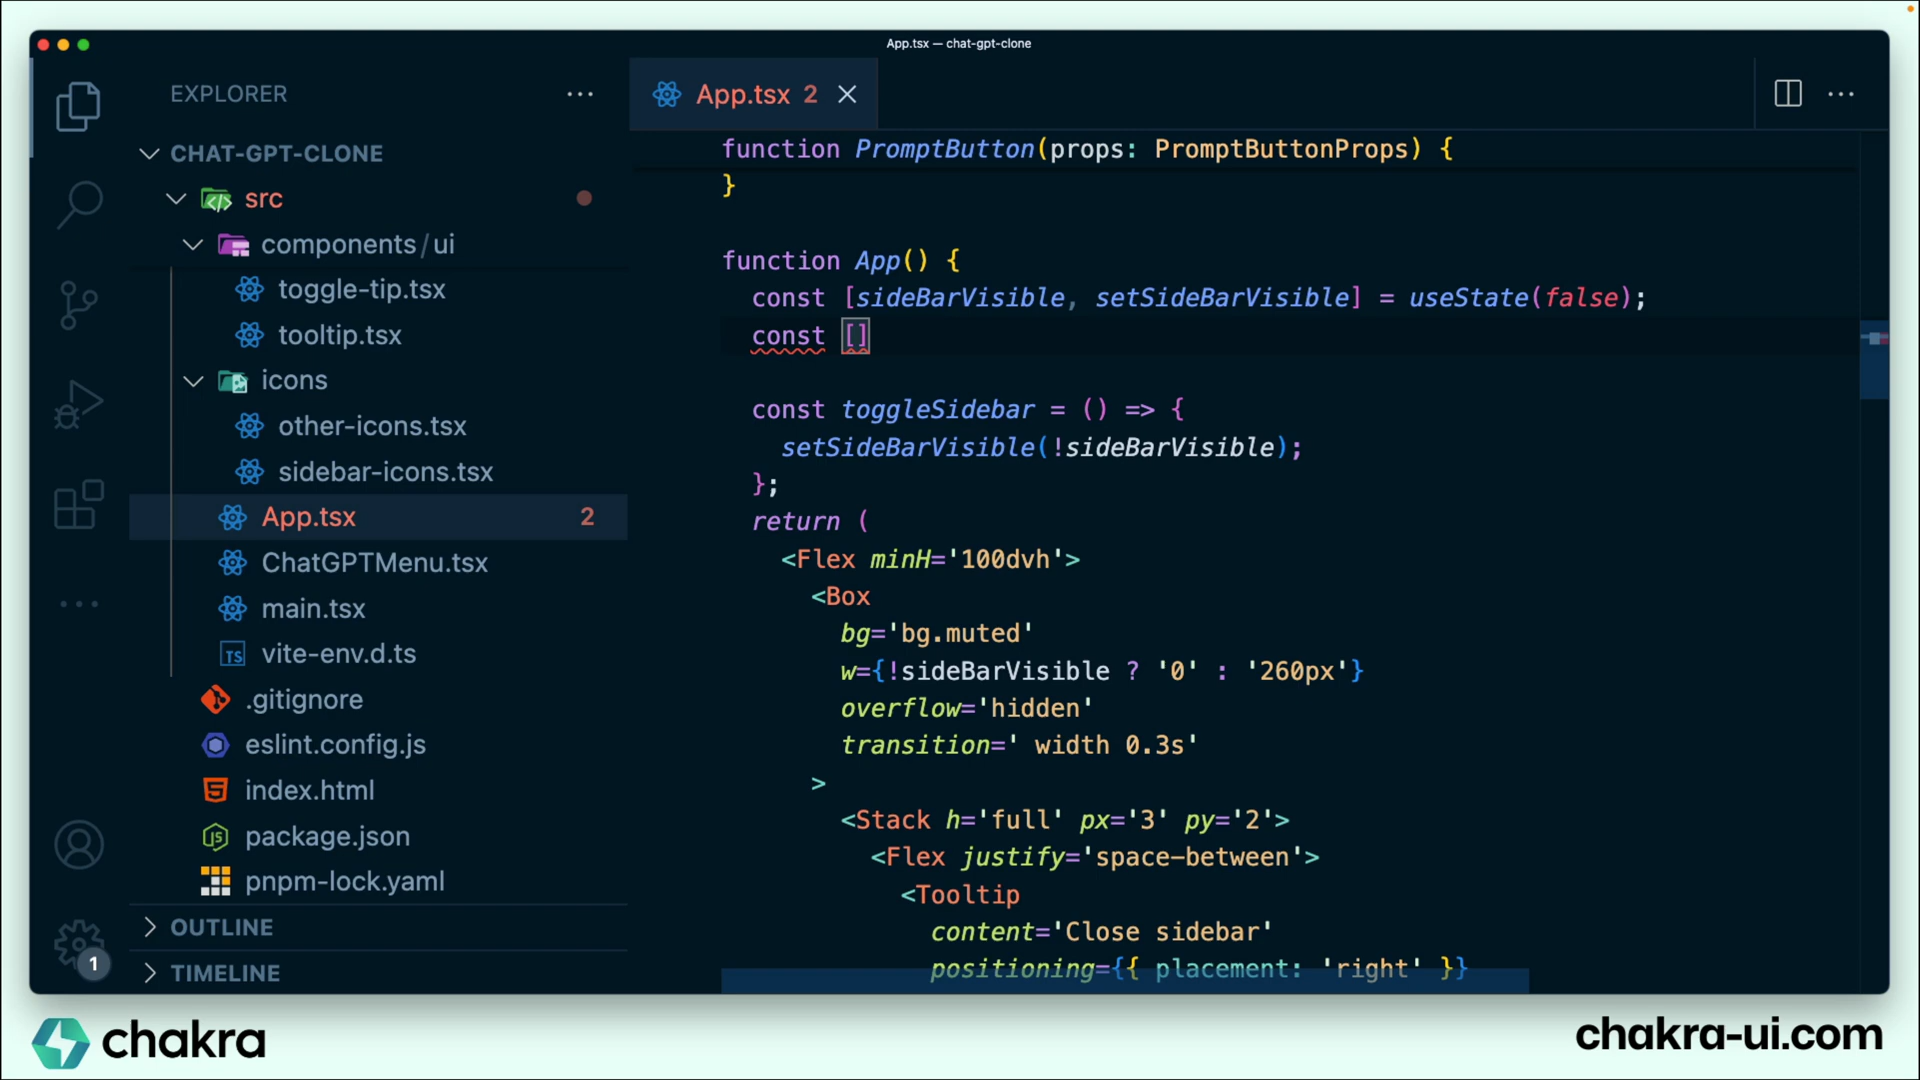 App.tsx — chat-gpt-clone
EXPLORER
CHAT-GPT-CLONE
src
components/ui
toggle-tip.tsx
tooltip.tsx
icons
other-icons.tsx
sidebar-icons.tsx
App.tsx 2
ChatGPTMenu.tsx
main.tsx
TS vite-env.d.ts
.gitignore
eslint.config.js
5 index.html
JS package.json
pnpm-lock.yaml
OUTLINE
TIMELINE
1
App.tsx 2
function PromptButton(props: PromptButtonProps) {
}
function App() {
const [sideBarVisible, setSideBarVisible] = useState(false);
const []
const toggleSidebar = () => {
setSideBarVisible(!sideBarVisible);
};
return (
<Flex minH='100dvh'>
<Box
bg='bg.muted'
w={!sideBarVisible ? '0' : '260px'}
overflow='hidden'
transition=' width 0.3s'
>
<Stack h='full' px='3' py='2'>
<Flex justify='space-between'>
<Tooltip
content='Close sidebar'
positioning={{ placement: 'right' }}
chakra
chakra-ui.com